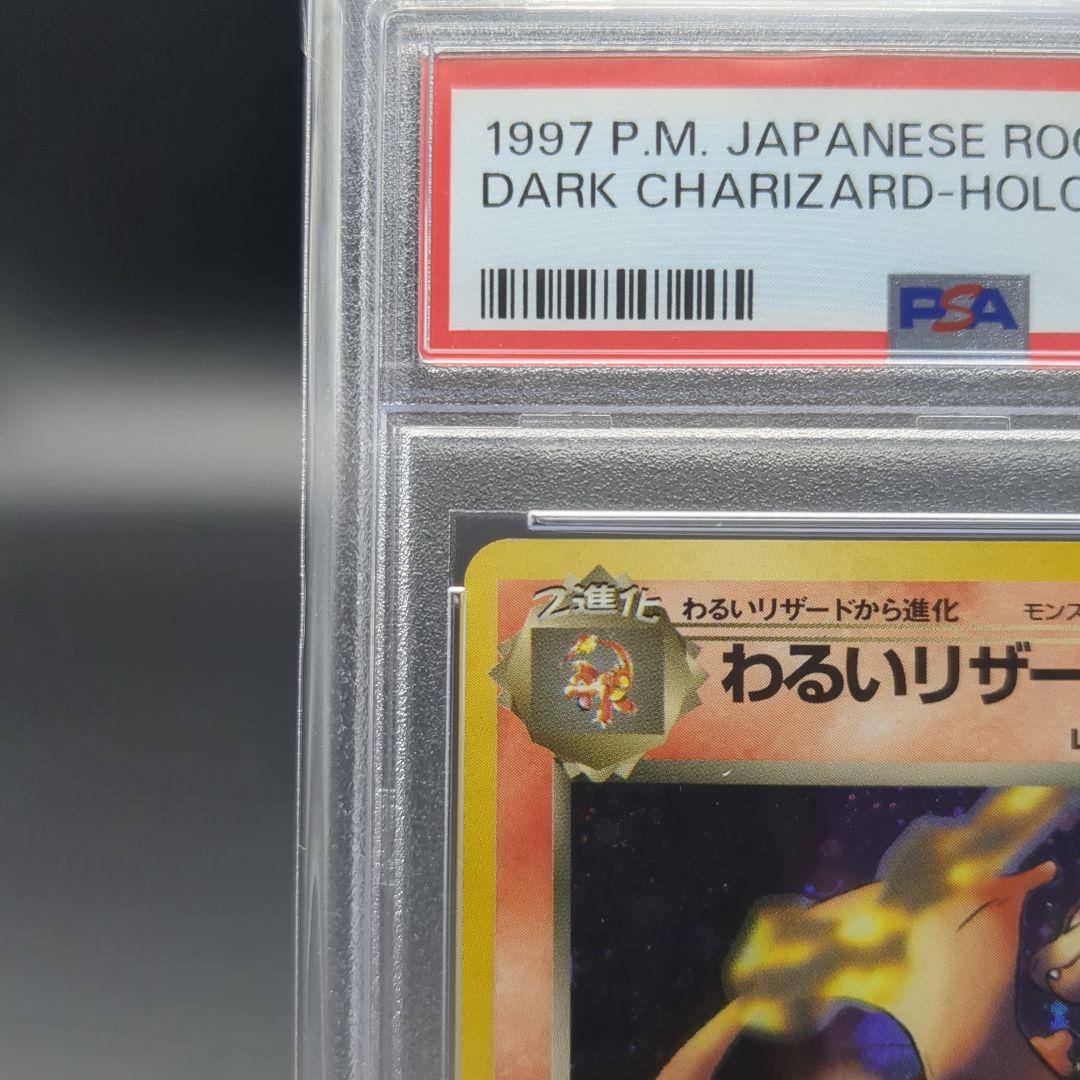 1997 P.M. JAPANESE ROC
DARK CHARIZARD-HOLO
PSA
2進化 わるいリザードから進化 モンス
わるいリザー
L